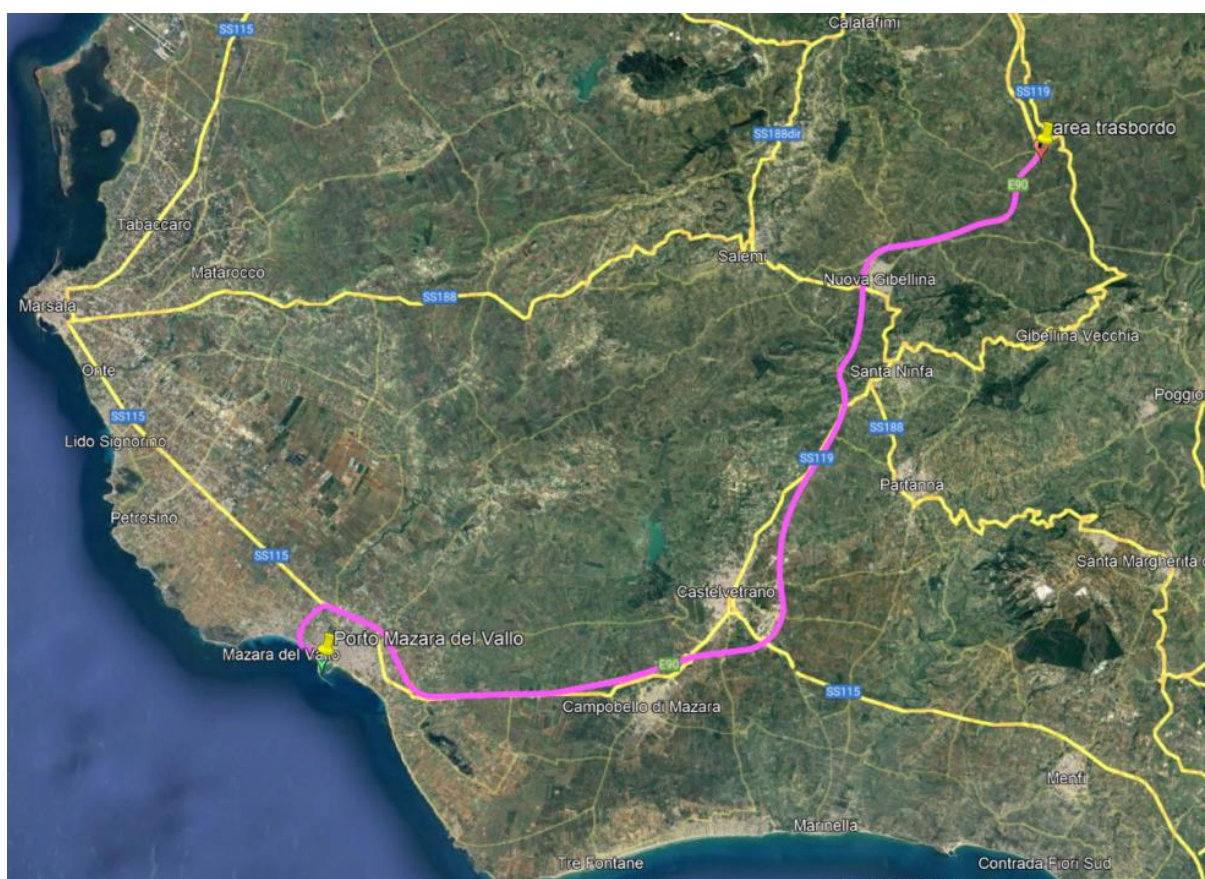 Calatafimi
SS115
SS119
SS188dir
area trasbordo
E90
Tabaccaro
Matarocco
Salemi
Nuova Gibellina
Marsala
SS188
Gibellina Vecchia
Onte
Santa Ninfa
Poggio
SS115
SS188
Lido Signorino
SS119
Partanna
Petrosino
SS115
Santa Margherita
Castelvetrano
Porto Mazara del Vallo
Mazara del Vallo
E90
SS115
Campobello di Mazara
Menfi
Marinella
Tre Fontane
Contrada Fiori Sud